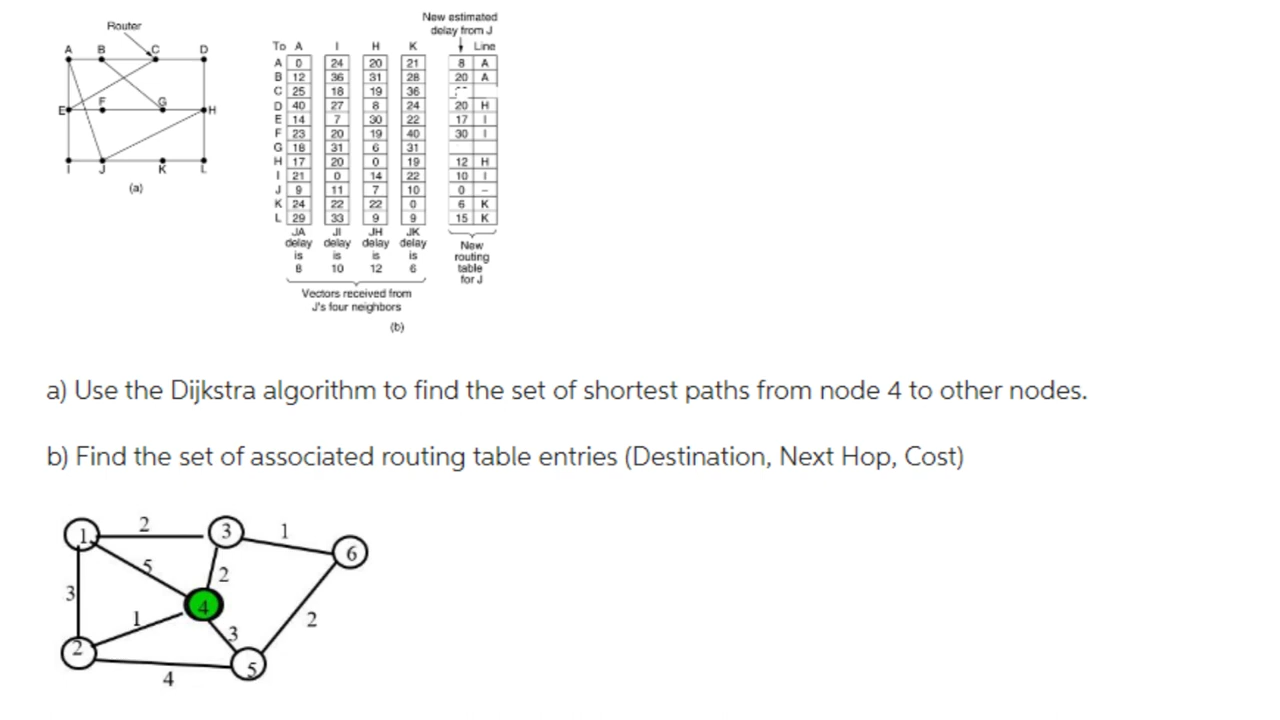 Router
A B C D
E F G H
I J K L
(a)
New estimated
delay from J
To A I H K Line
A 0 24 20 21 8 A
B 12 36 31 28 20 A
C 25 18 19 36
D 40 27 8 24 20 H
E 14 7 30 22 17 I
F 23 20 19 40 30 I
G 18 31 6 31
H 17 20 0 19 12 H
I 21 0 14 22 10 I
J 9 11 7 10 0 -
K 24 22 22 0 6 K
L 29 33 9 9 15 K
JA JI JH JK
delay delay delay delay
is is is is
8 10 12 6
New
routing
table
for J
Vectors received from
J's four neighbors
(b)
a) Use the Dijkstra algorithm to find the set of shortest paths from node 4 to other nodes.
b) Find the set of associated routing table entries (Destination, Next Hop, Cost)
1 2 3 1
6
5 2
3 4
1 3 2
2 5
4